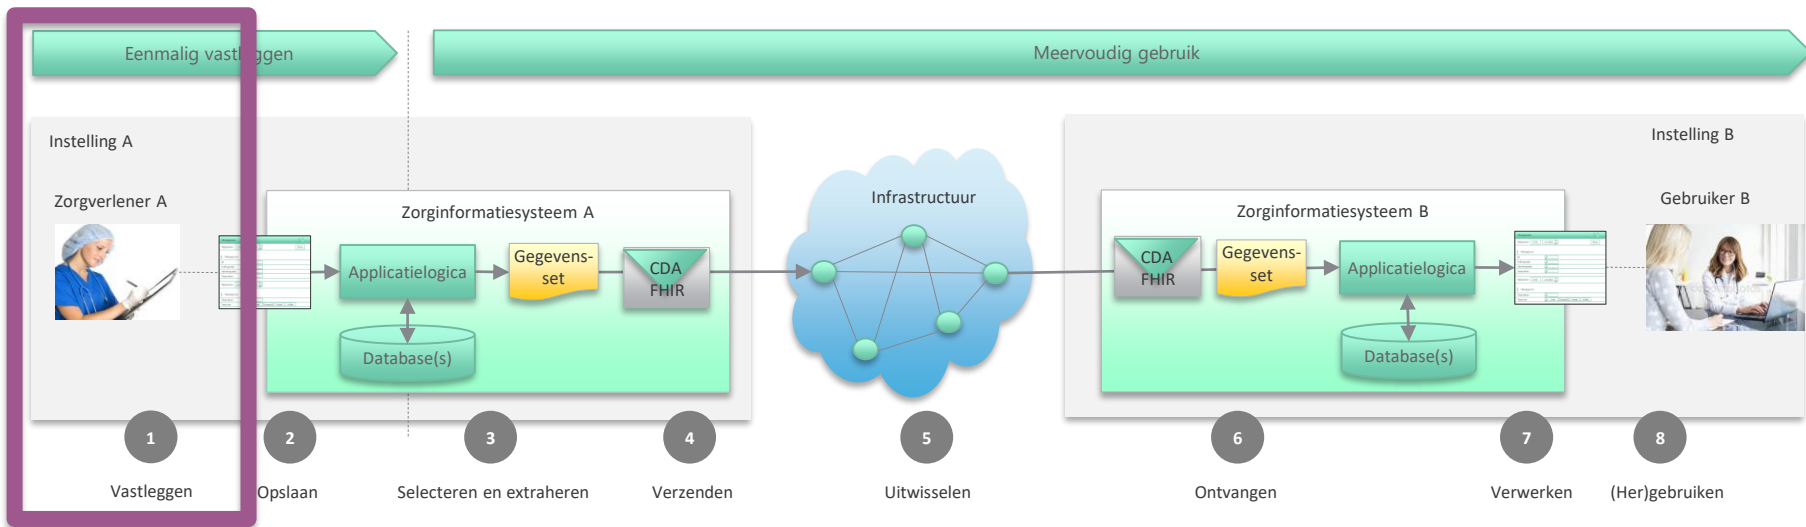 Eenmalig vastleggen
Meervoudig gebruik
Instelling A
Instelling B
Zorgverlener A
Zorginformatiesysteem A
Infrastructuur
Zorginformatiesysteem B
Gebruiker B
Applicatielogica
Gegevens-
set
CDA
FHIR
Database(s)
CDA
FHIR
Gegevens-
set
Applicatielogica
Database(s)
1
2
3
4
5
6
7
8
Vastleggen
Opslaan
Selecteren en extraheren
Verzenden
Uitwisselen
Ontvangen
Verwerken
(Her)gebruiken